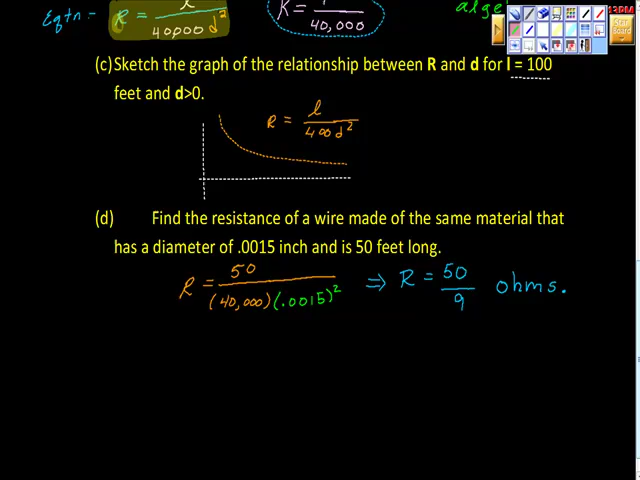 Eqtn :- R = l / 40,000 d² K = 1 / 40,000 alge
(c) Sketch the graph of the relationship between R and d for l = 100
feet and d>0.
R = l / 400 d²
(d) Find the resistance of a wire made of the same material that
has a diameter of .0015 inch and is 50 feet long.
R = 50 / (40,000)(.0015)² ⇒ R = 50 / 9 ohms.